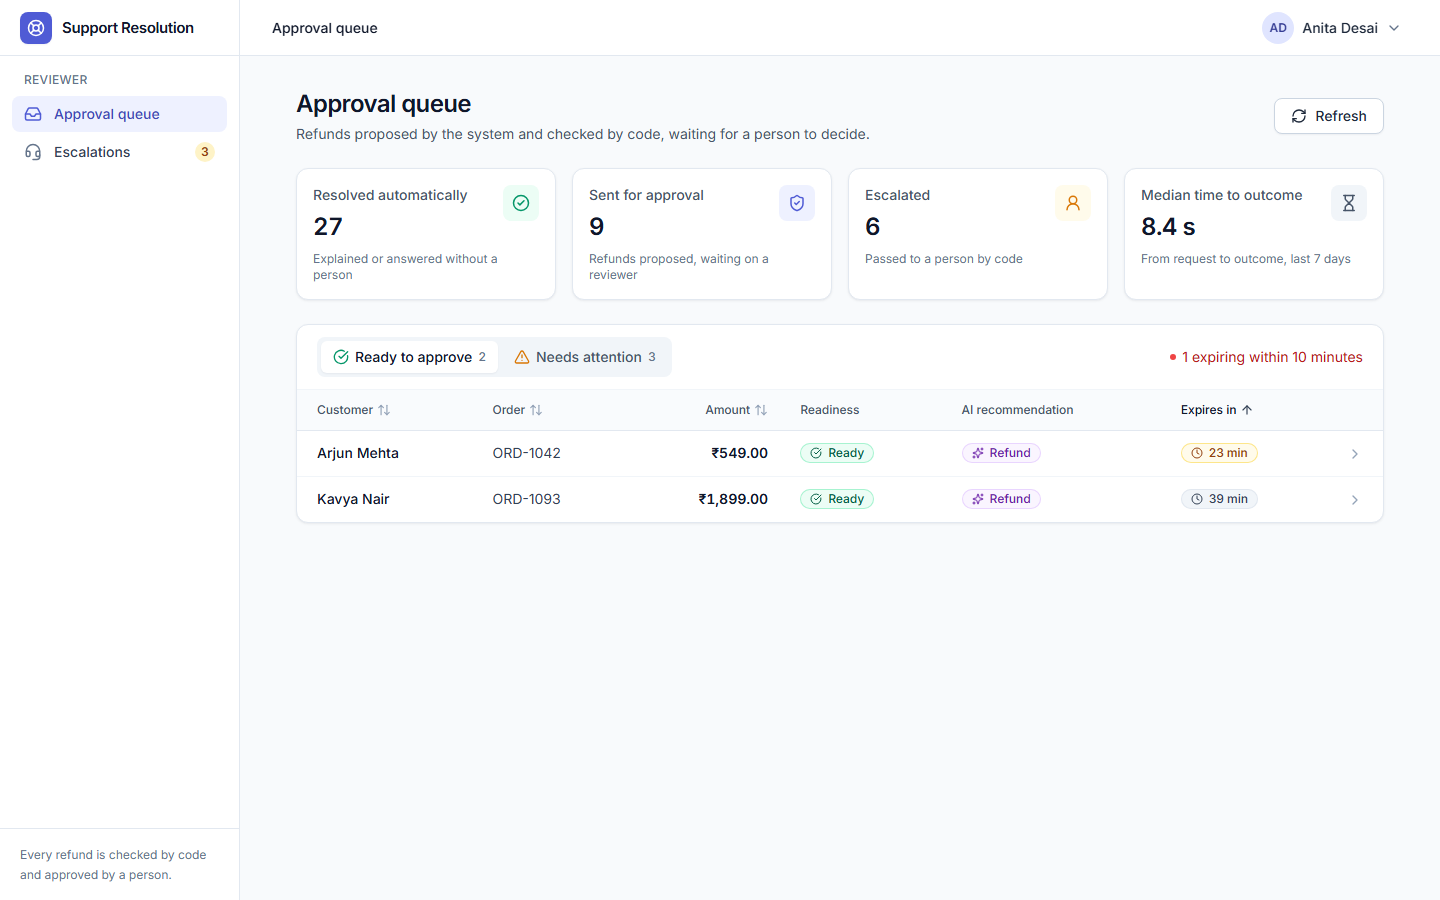 Support Resolution
Approval queue
AD Anita Desai
REVIEWER
Approval queue
Escalations 3
Approval queue
Refunds proposed by the system and checked by code, waiting for a person to decide.
Refresh
Resolved automatically
27
Explained or answered without a
person
Sent for approval
9
Refunds proposed, waiting on a
reviewer
Escalated
6
Passed to a person by code
Median time to outcome
8.4 s
From request to outcome, last 7 days
Ready to approve 2 Needs attention 3
1 expiring within 10 minutes
Customer Order Amount Readiness AI recommendation Expires in
Arjun Mehta ORD-1042 ₹549.00 Ready Refund 23 min
Kavya Nair ORD-1093 ₹1,899.00 Ready Refund 39 min
Every refund is checked by code
and approved by a person.